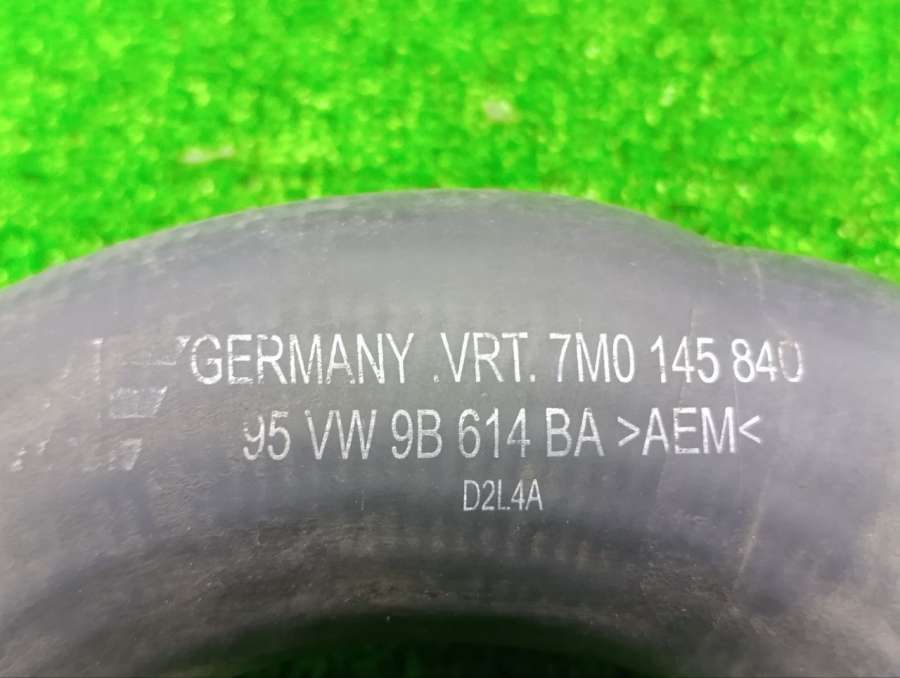 GERMANY .VRT. 7M0 145 840
95 VW 9B 614 BA >AEM<
D2L4A